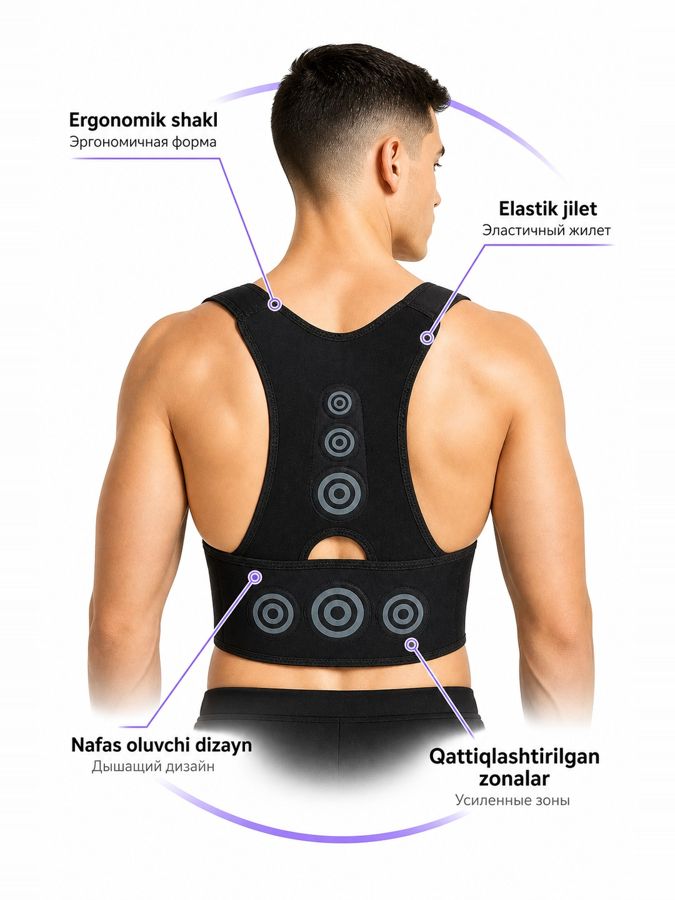 Ergonomik shakl
Эргономичная форма
Elastik jilet
Эластичный жилет
Nafas oluvchi dizayn
Дышащий дизайн
Qattiqlashtirilgan
zonalar
Усиленные зоны